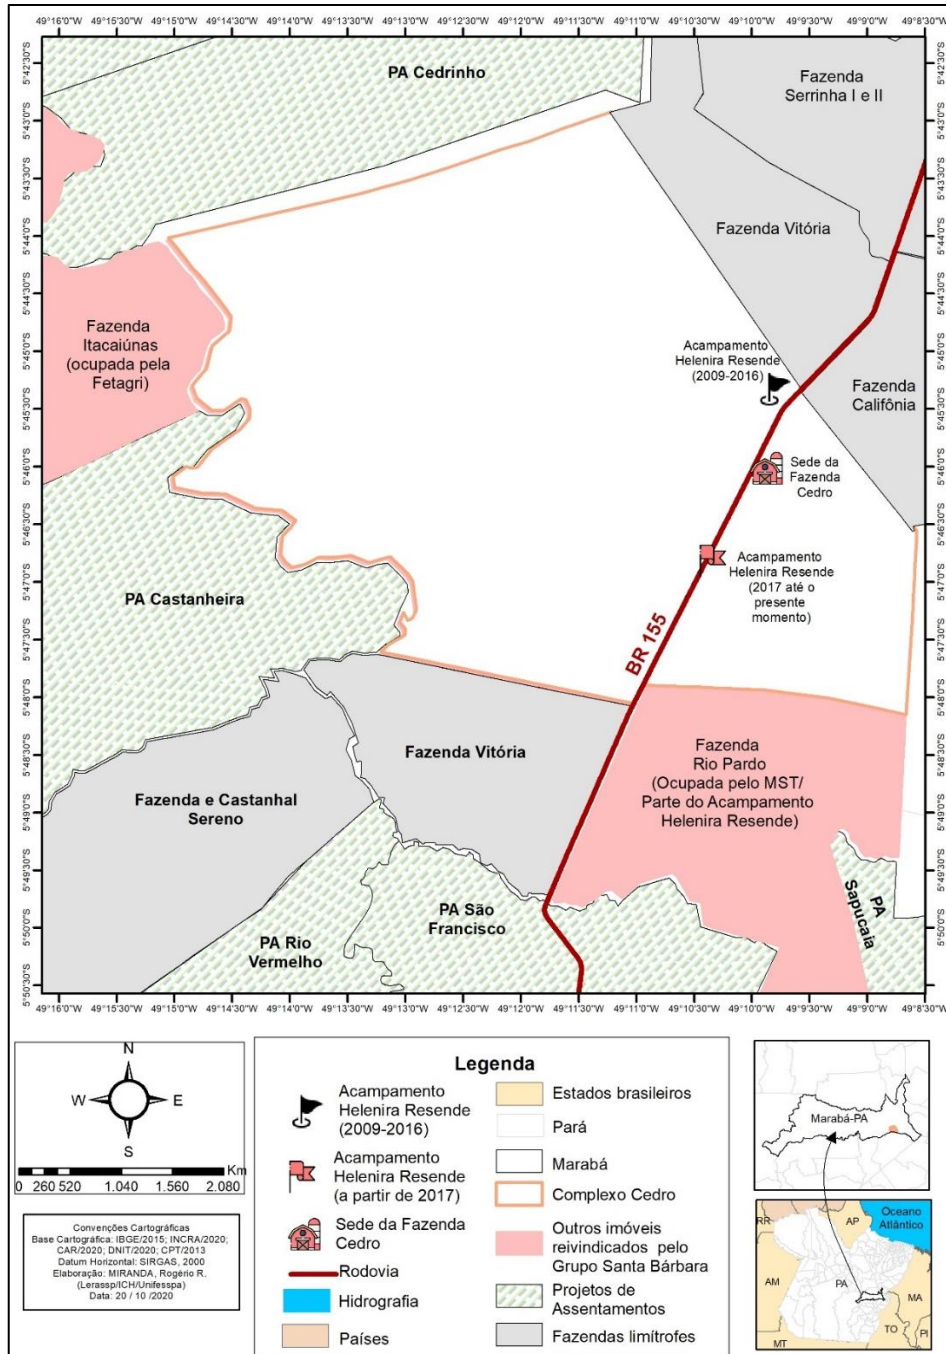 PA Cedrinho
Fazenda
Serrinha I e II
Fazenda Vitória
Fazenda
Itacaiúnas
(ocupada pela
Fetagri)
Acampamento
Helenira Resende
(2009-2016)
Fazenda
Califônia
Sede da
Fazenda
Cedro
Acampamento
Helenira Resende
(2017 até o
presente
momento)
PA Castanheira
BR 155
Fazenda Vitória
Fazenda
Rio Pardo
(Ocupada pelo MST/
Parte do Acampamento
Helenira Resende)
Fazenda e Castanhal
Sereno
PA São
Francisco
PA Rio
Vermelho
PA
Sapucaia
49°16'0"W 49°15'30"W 49°15'0"W 49°14'30"W 49°14'0"W 49°13'30"W 49°13'0"W 49°12'30"W 49°12'0"W 49°11'30"W 49°11'0"W 49°10'30"W 49°10'0"W 49°9'30"W 49°9'0"W 49°8'30"W
5°42'30"S
5°43'0"S
5°43'30"S
5°44'0"S
5°44'30"S
5°45'0"S
5°45'30"S
5°46'0"S
5°46'30"S
5°47'0"S
5°47'30"S
5°48'0"S
5°48'30"S
5°49'0"S
5°49'30"S
5°50'0"S
5°50'30"S
N
W E
S
Km
0 260 520 1.040 1.560 2.080
Convenções Cartográficas
Base Cartográfica: IBGE/2015; INCRA/2020;
CAR/2020; DNIT/2020; CPT/2013
Datum Horizontal: SIRGAS, 2000
Elaboração: MIRANDA, Rogério R.
(Lerassp/ICH/Unifesspa)
Data: 20 / 10 /2020
Legenda
Acampamento
Helenira Resende
(2009-2016)
Acampamento
Helenira Resende
(a partir de 2017)
Sede da Fazenda
Cedro
Rodovia
Hidrografia
Países
Estados brasileiros
Pará
Marabá
Complexo Cedro
Outros imóveis
reivindicados pelo
Grupo Santa Bárbara
Projetos de
Assentamentos
Fazendas limítrofes
Marabá-PA
Oceano
Atlântico
RR
AP
AM
PA
MA
TO
PI
MT